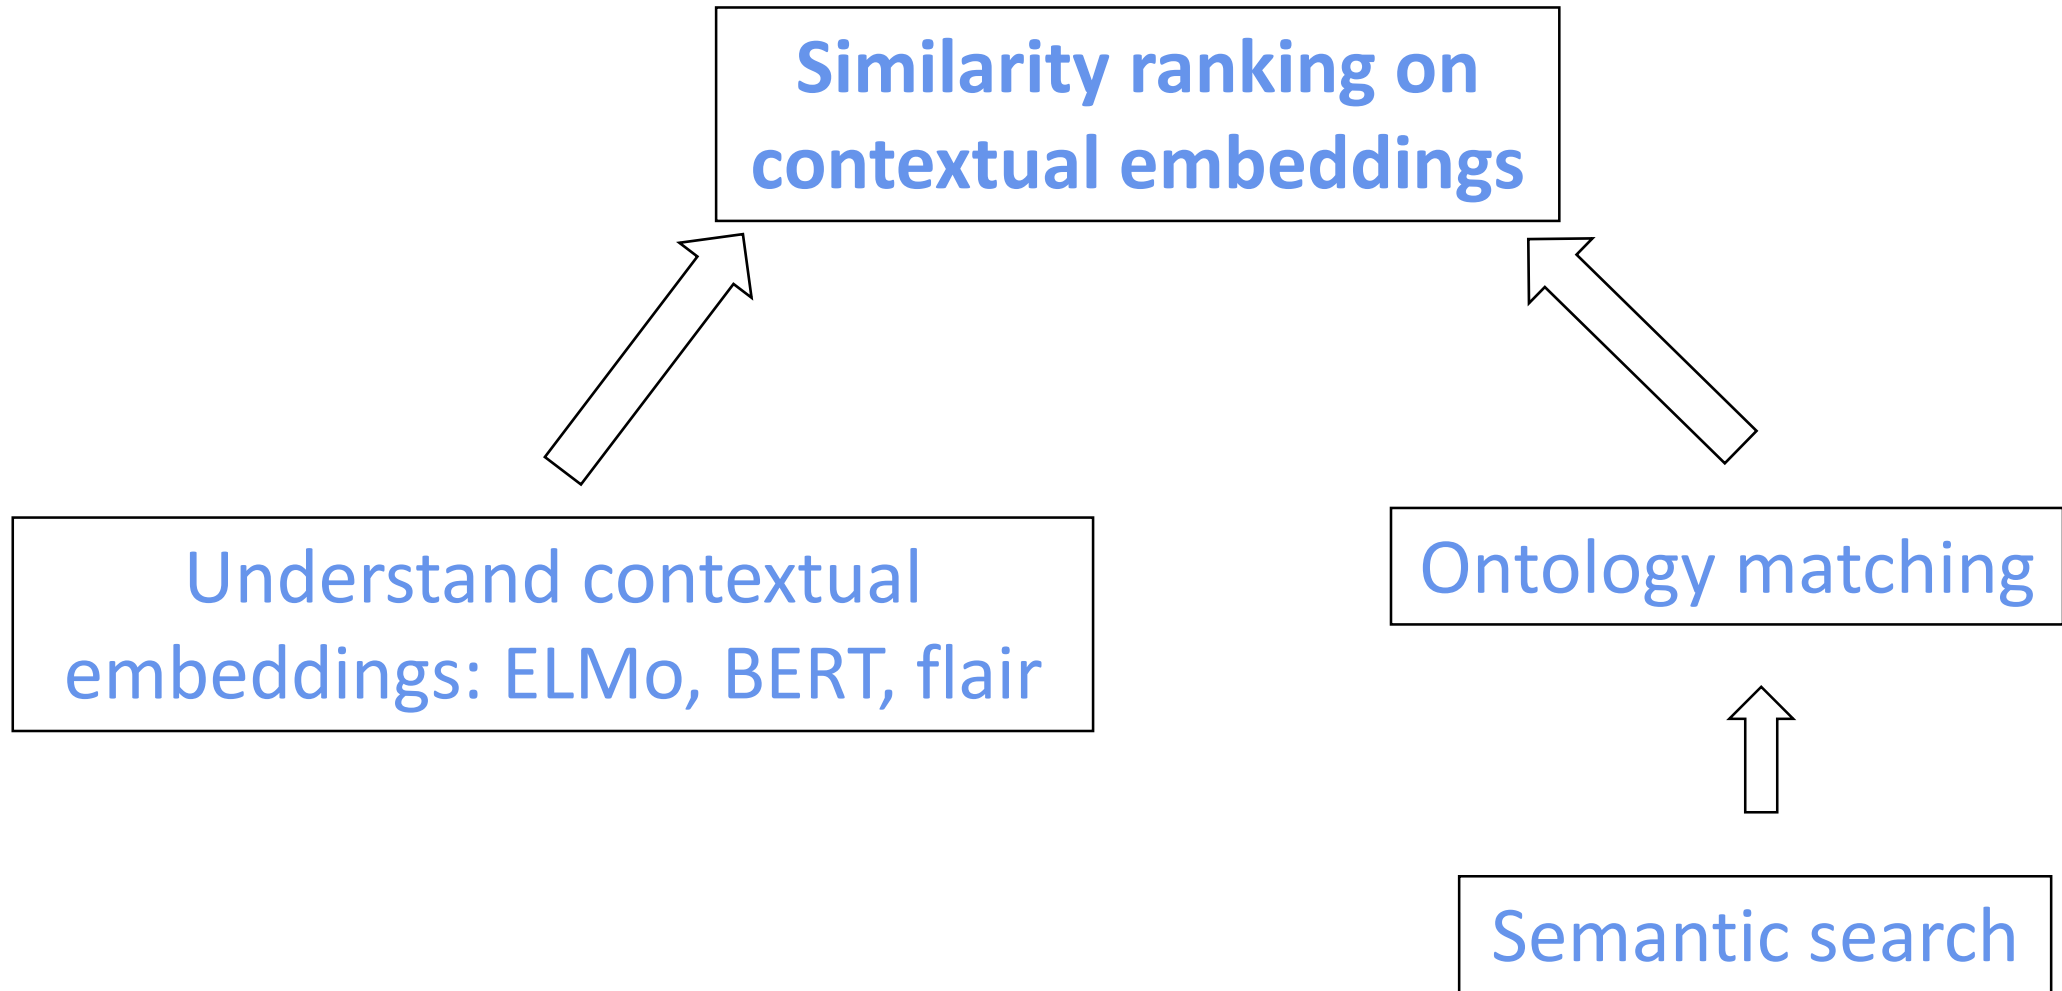 Similarity ranking on
contextual embeddings
Understand contextual
embeddings: ELMo, BERT, flair
Ontology matching
Semantic search